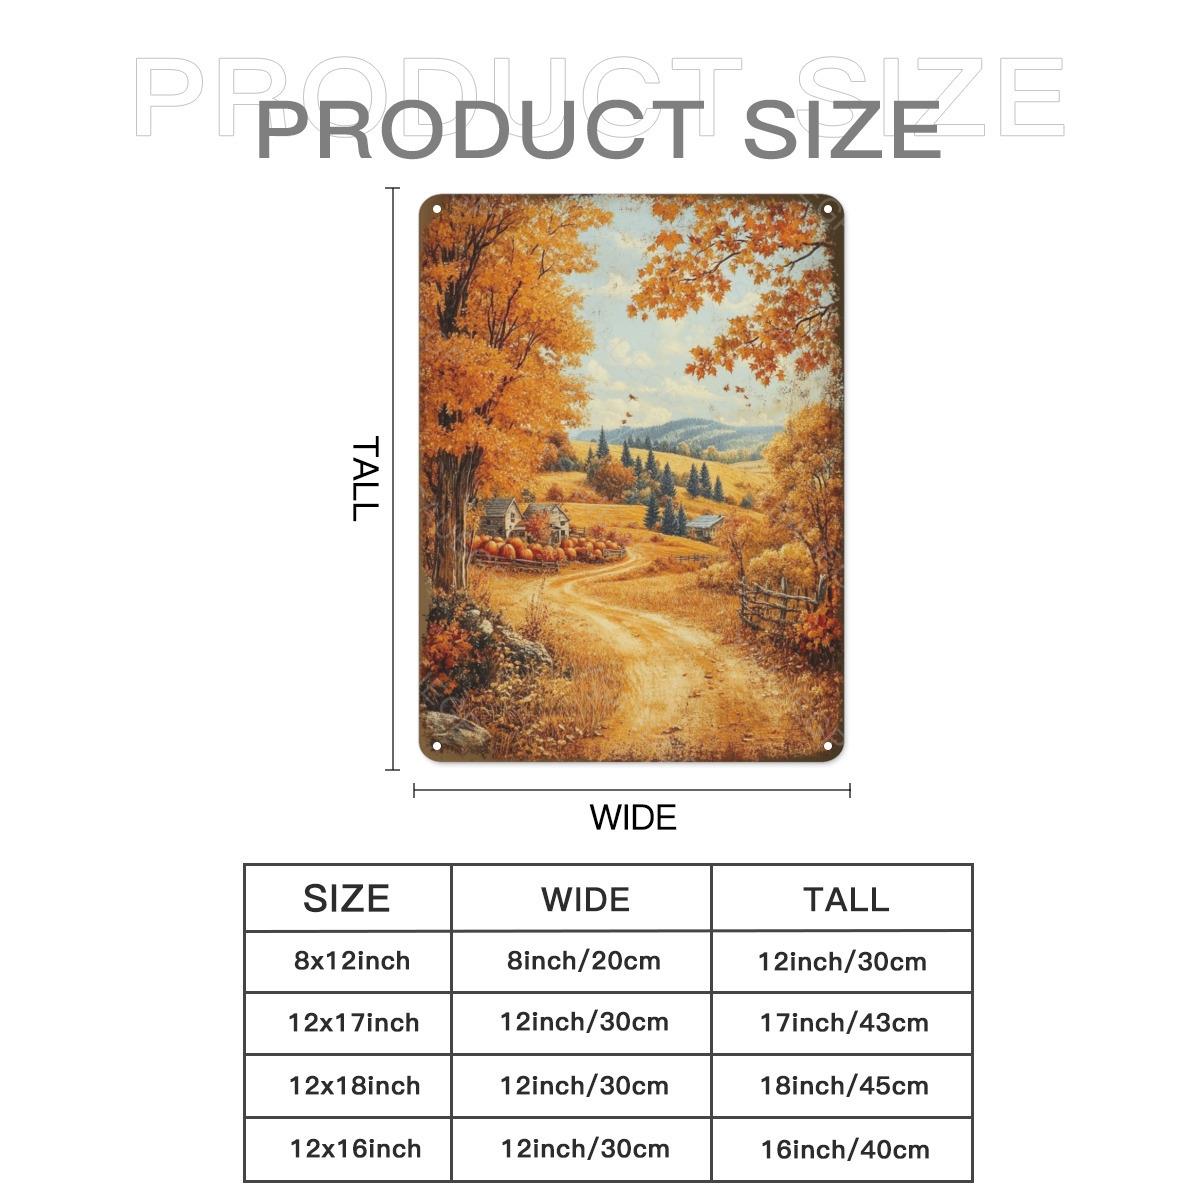 PRODUCT SIZE
PRODUCT SIZE
TALL
WIDE
SIZE WIDE TALL
8x12inch 8inch/20cm 12inch/30cm
12x17inch 12inch/30cm 17inch/43cm
12x18inch 12inch/30cm 18inch/45cm
12x16inch 12inch/30cm 16inch/40cm